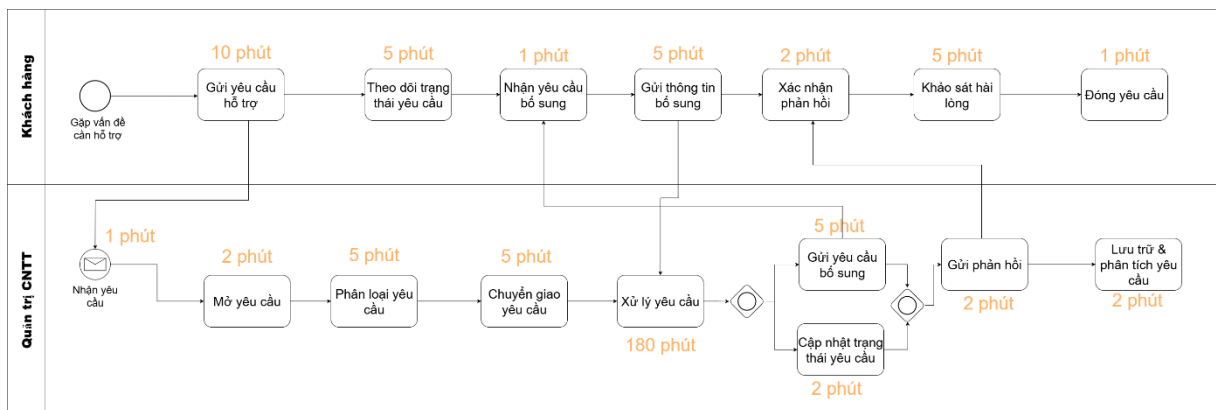 Khách hàng
10 phút
5 phút
1 phút
5 phút
2 phút
5 phút
1 phút
Gặp vấn đề
cần hỗ trợ
Gửi yêu cầu
hỗ trợ
Theo dõi trạng
thái yêu cầu
Nhận yêu cầu
bổ sung
Gửi thông tin
bổ sung
Xác nhận
phản hồi
Khảo sát hài
lòng
Đóng yêu cầu
Quản trị CNTT
1 phút
Nhận yêu
cầu
2 phút
Mở yêu cầu
5 phút
Phân loại yêu
cầu
5 phút
Chuyển giao
yêu cầu
Xử lý yêu cầu
180 phút
5 phút
Gửi yêu cầu
bổ sung
Cập nhật trạng
thái yêu cầu
2 phút
Gửi phản hồi
2 phút
Lưu trữ &
phân tích yêu
cầu
2 phút